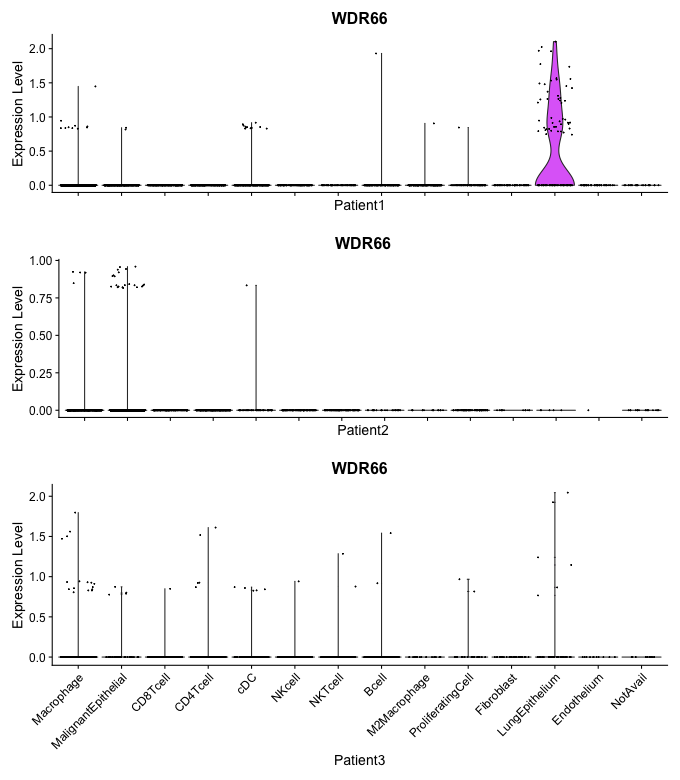 WDR66
2.0
1.5
1.0
0.5
0.0
Expression Level
Patient1
WDR66
1.00
0.75
0.50
0.25
0.00
Expression Level
Patient2
WDR66
2.0
1.5
1.0
0.5
0.0
Expression Level
Macrophage
MalignantEpithelial
CD8Tcell
CD4Tcell
cDC
NKcell
NKTcell
Bcell
M2Macrophage
ProliferatingCell
Fibroblast
LungEpithelium
Endothelium
NotAvail
Patient3